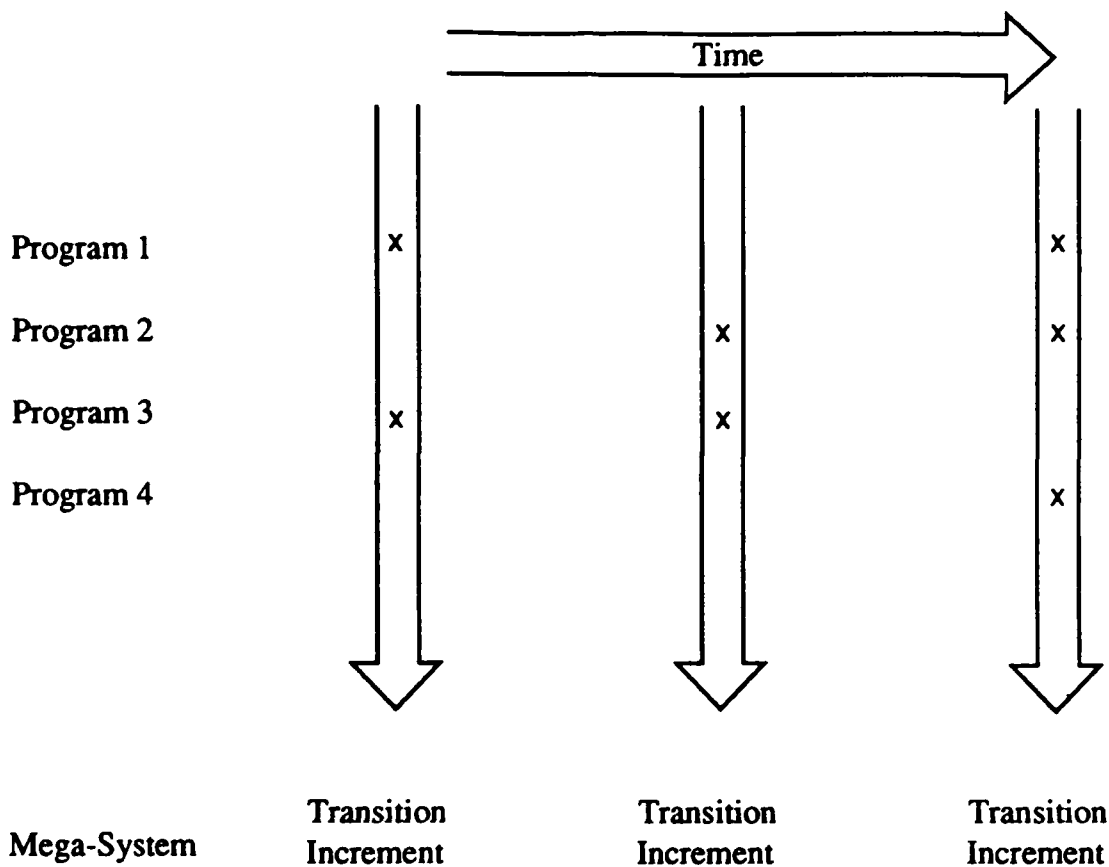 Time
Program 1
x
x
Program 2
x
x
Program 3
x
x
Program 4
x
Transition
Transition
Transition
Mega-System
Increment
Increment
Increment